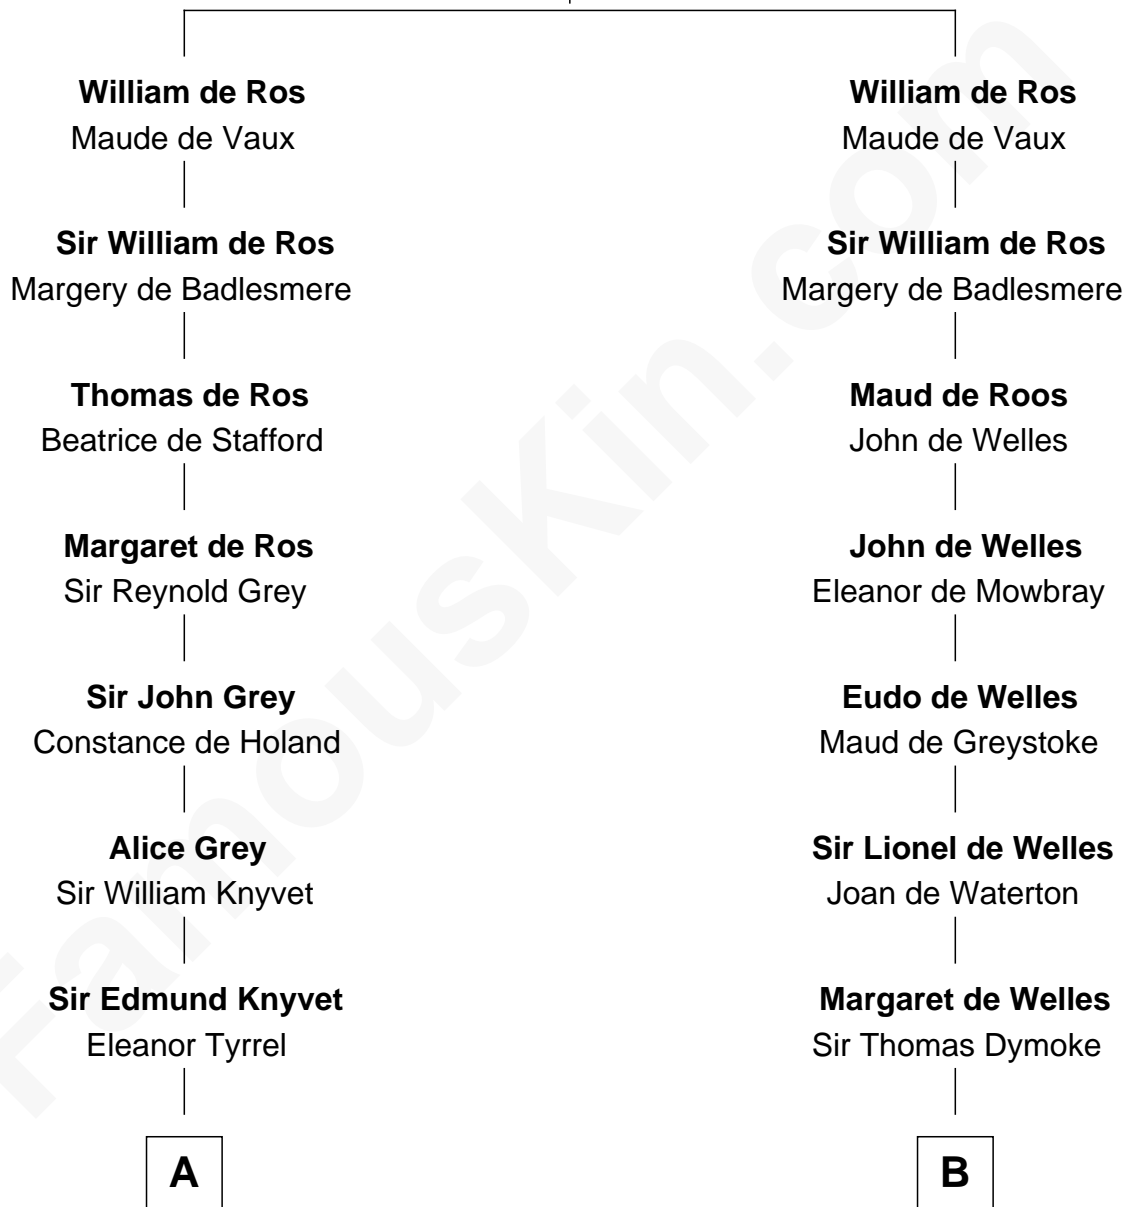 William de Ros
Maude de Vaux
Sir William de Ros
Margery de Badlesmere
Thomas de Ros
Beatrice de Stafford
Margaret de Ros
Sir Reynold Grey
Sir John Grey
Constance de Holand
Alice Grey
Sir William Knyvet
Sir Edmund Knyvet
Eleanor Tyrrel
A
William de Ros
Maude de Vaux
Sir William de Ros
Margery de Badlesmere
Maud de Roos
John de Welles
John de Welles
Eleanor de Mowbray
Eudo de Welles
Maud de Greystoke
Sir Lionel de Welles
Joan de Waterton
Margaret de Welles
Sir Thomas Dymoke
B
FamousKin.com